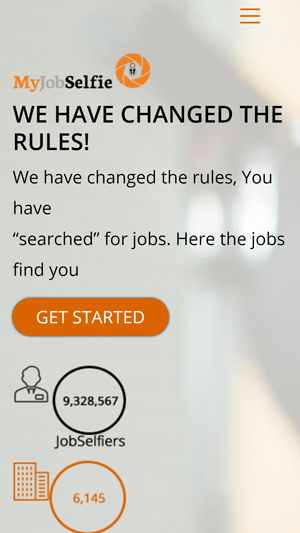 MyJobSelfie
WE HAVE CHANGED THE
RULES!
We have changed the rules, You
have
“searched” for jobs. Here the jobs
find you
GET STARTED
9,328,567
JobSelfiers
6,145